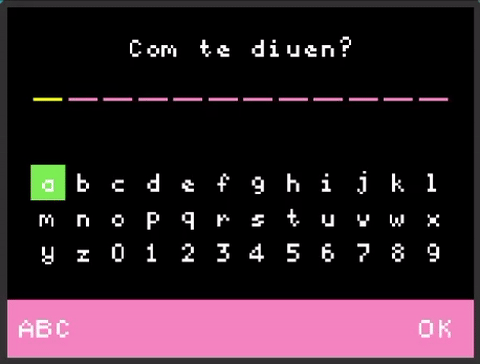 Com te diuen?
a b c d e f g h i j k l
m n o p q r s t u v w x
y z 0 1 2 3 4 5 6 7 8 9
ABC OK